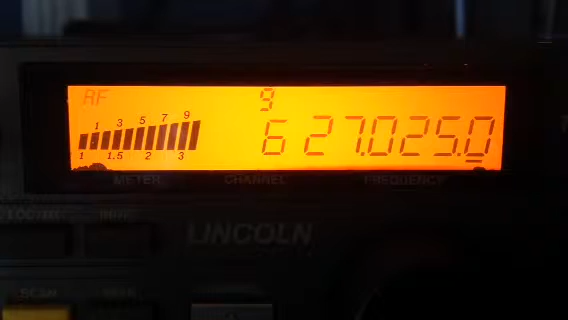 RF 9
1 3 5 7 9
6 27.025.0
1 1.5 2 3
METER CHANNEL FREQUENCY
LINCOLN
SCAN